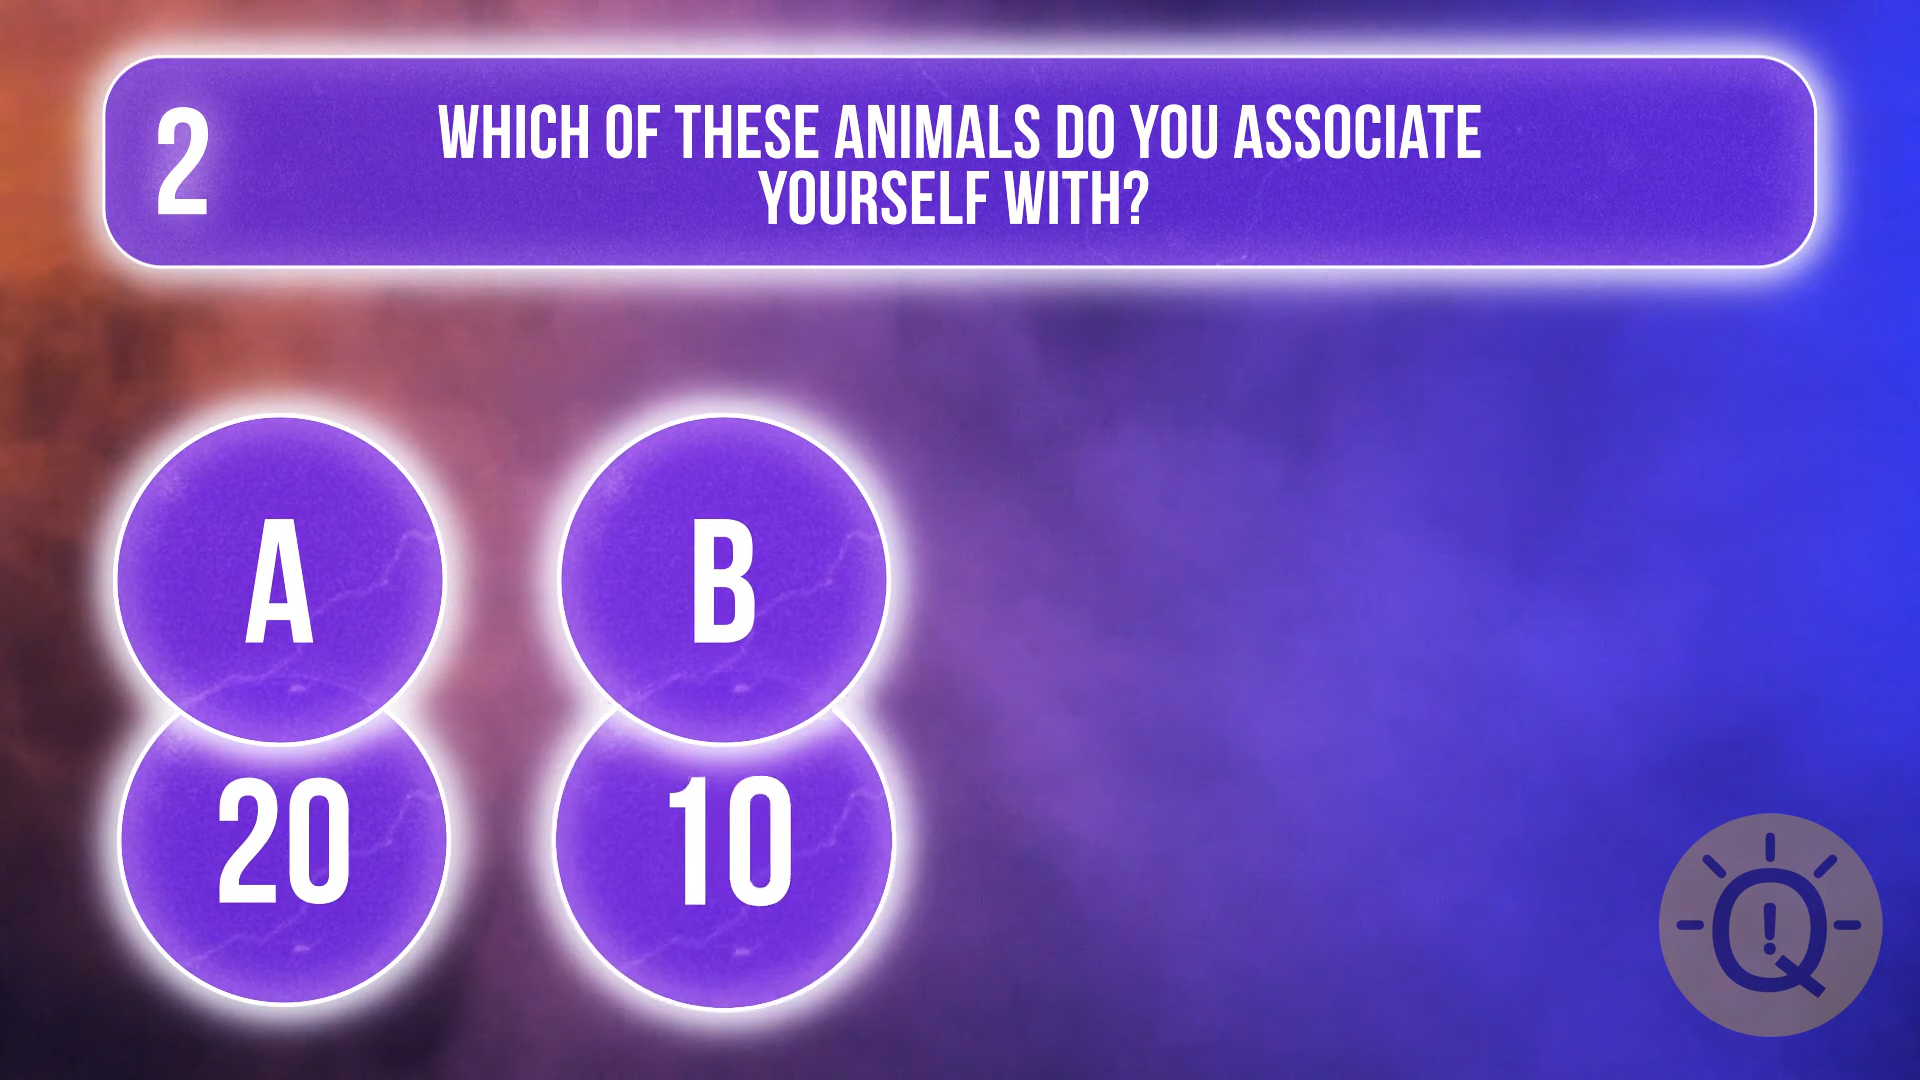 2
WHICH OF THESE ANIMALS DO YOU ASSOCIATE
YOURSELF WITH?
A
B
20
10
Q!